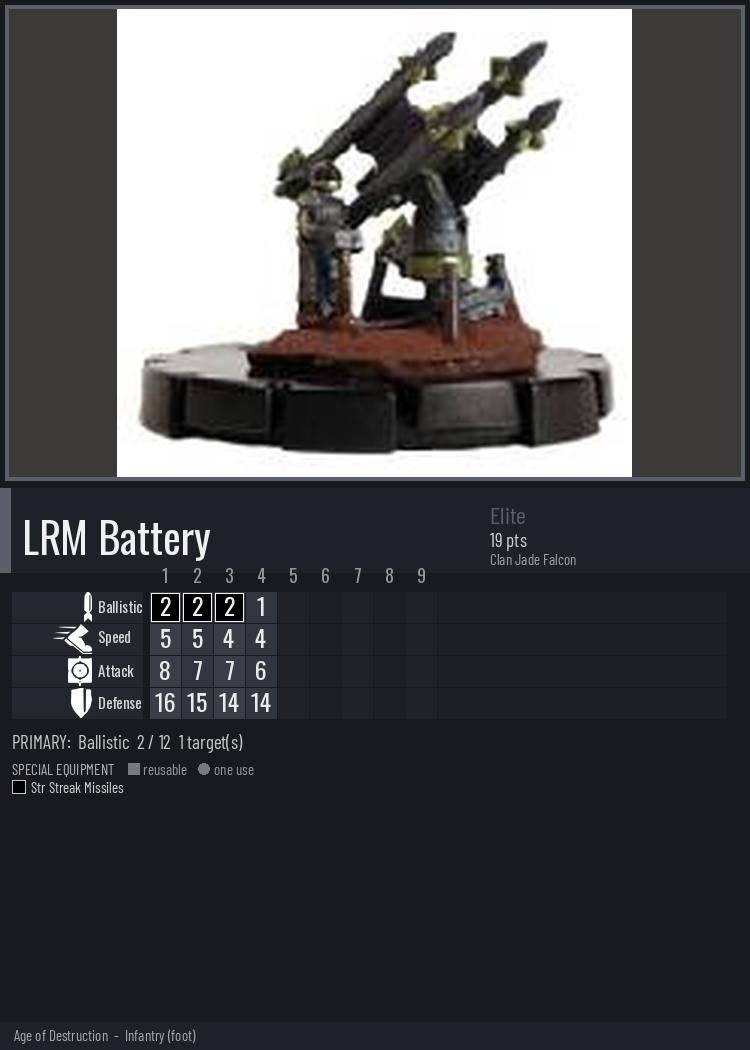 LRM Battery
Elite
19 pts
Clan Jade Falcon
1 2 3 4 5 6 7 8 9
Ballistic 2 2 2 1
Speed 5 5 4 4
Attack 8 7 7 6
Defense 16 15 14 14
PRIMARY: Ballistic 2 / 12 1 target(s)
SPECIAL EQUIPMENT reusable one use
Str Streak Missiles
Age of Destruction - Infantry (foot)